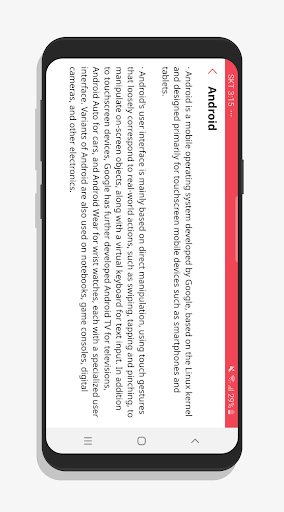 SKT 3:15 ···
29%
Android
· Android is a mobile operating system developed by Google, based on the Linux kernel
and designed primarily for touchscreen mobile devices such as smartphones and
tablets.
· Android's user interface is mainly based on direct manipulation, using touch gestures
that loosely correspond to real-world actions, such as swiping, tapping and pinching, to
manipulate on-screen objects, along with a virtual keyboard for text input. In addition
to touchscreen devices, Google has further developed Android TV for televisions,
Android Auto for cars, and Android Wear for wrist watches, each with a specialized user
interface. Variants of Android are also used on notebooks, game consoles, digital
cameras, and other electronics.